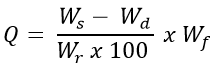 Q = (W_s − W_d) / (W_r x 100) x W_f